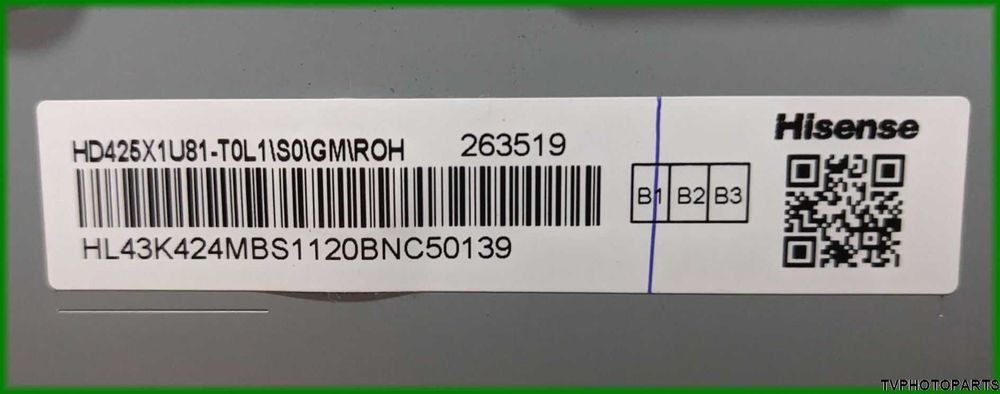 HD425X1U81-T0L1\S0\GM\ROH 263519
HL43K424MBS1120BNC50139
B1 B2 B3
Hisense
TVPHOTOPARTS